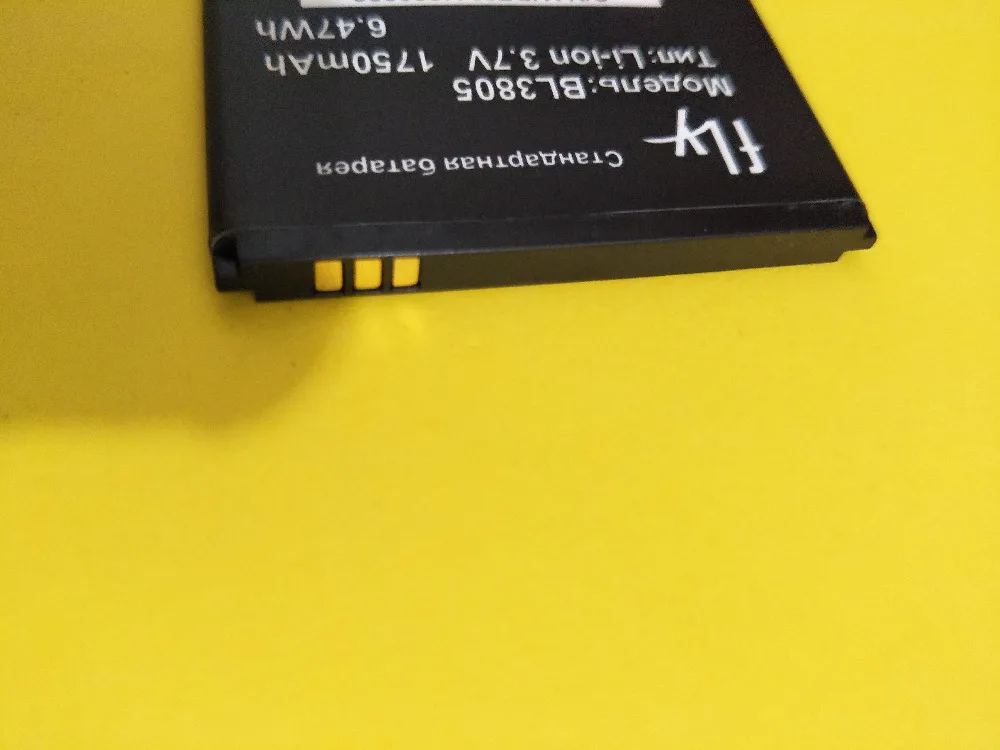 fly Стандартная батарея
Модель:BL3805
Тип:Li-ion 3.7V 1750mAh
6.47Wh